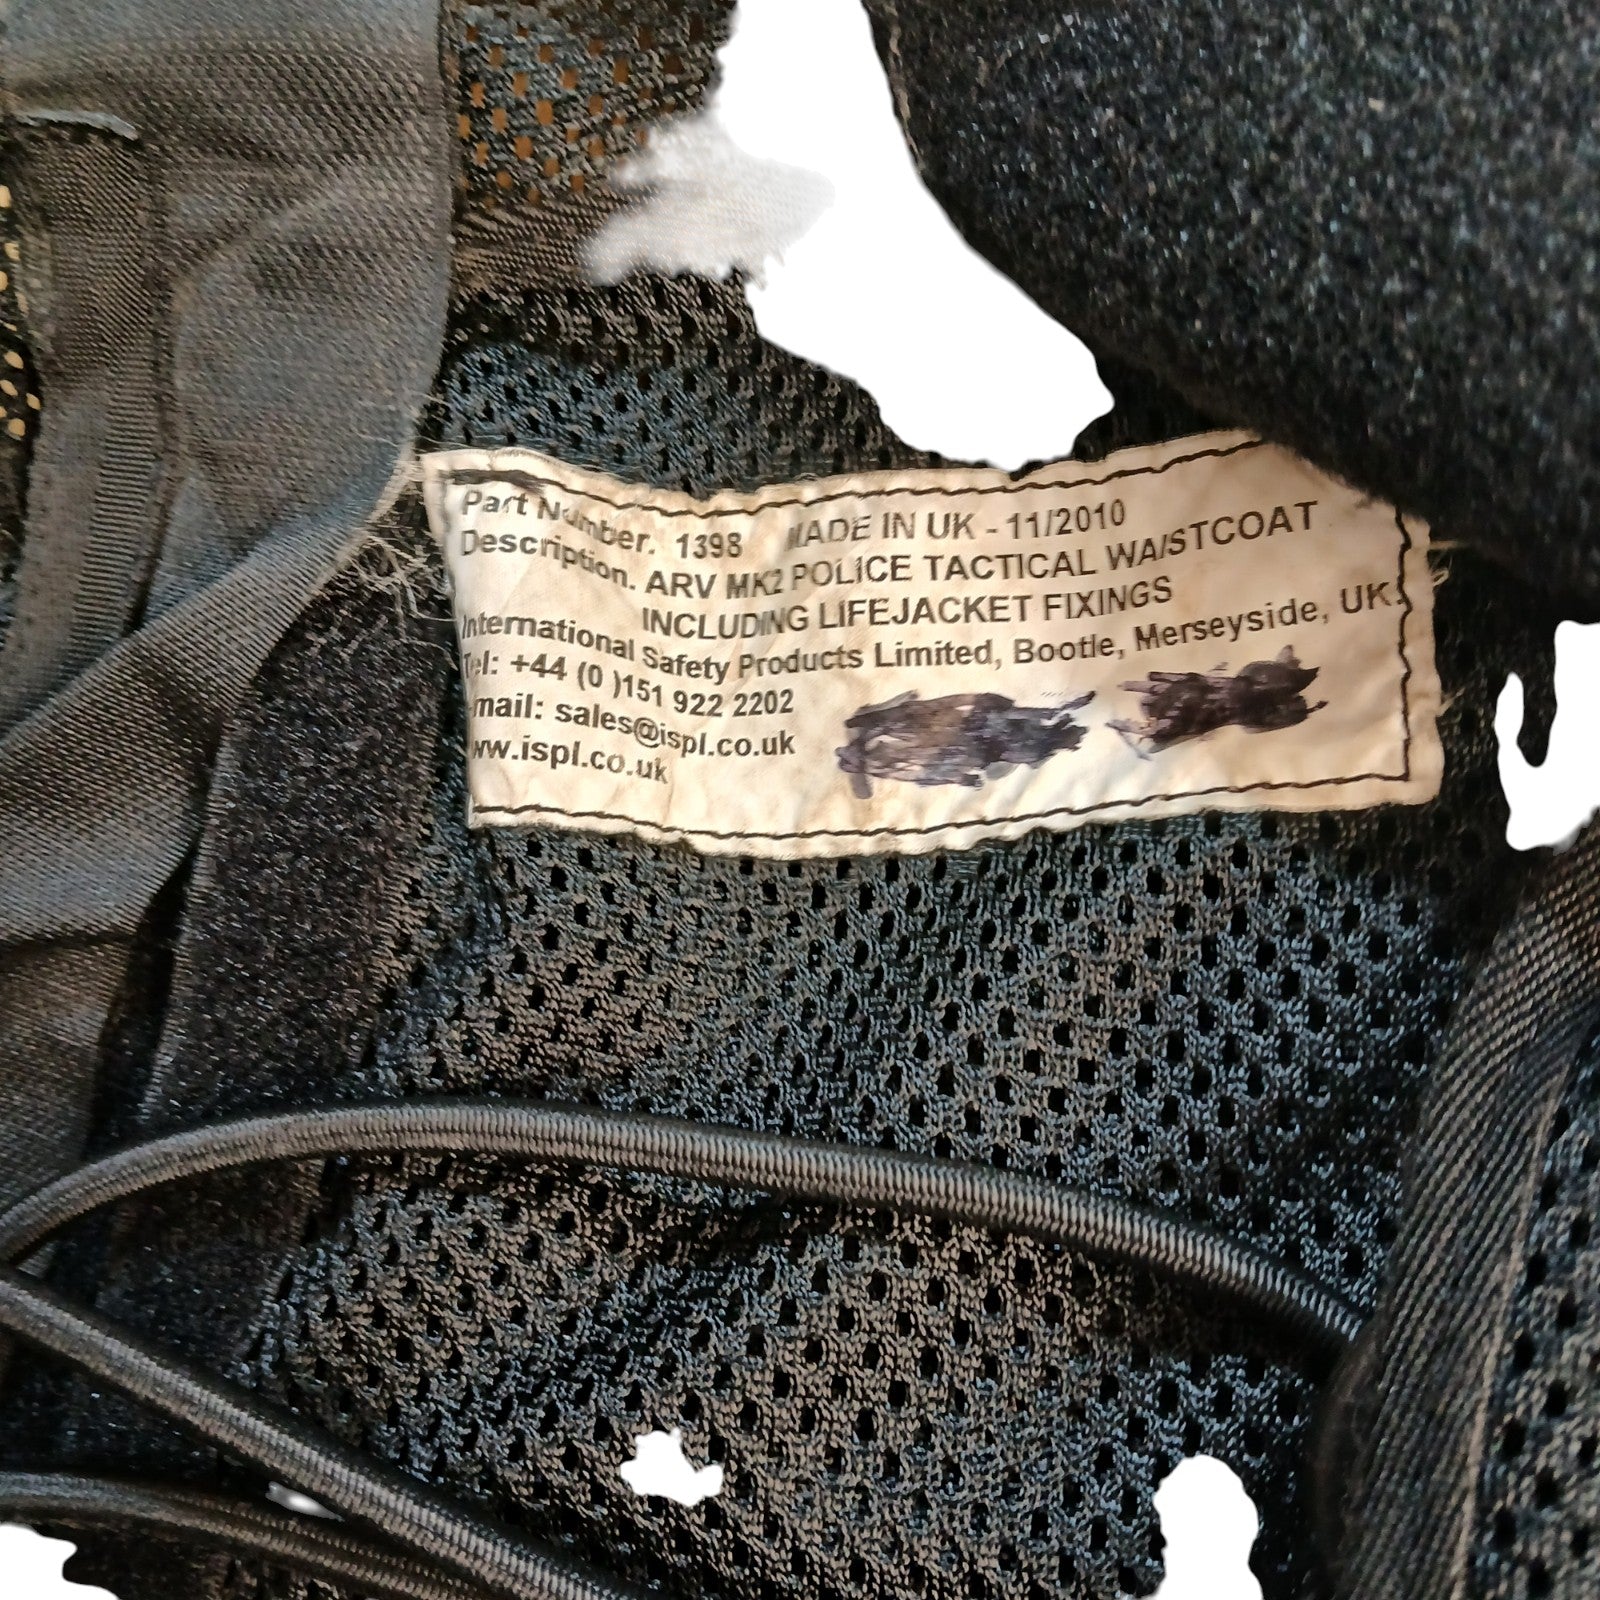 Part Number. 1398 MADE IN UK - 11/2010
Description. ARV MK2 POLICE TACTICAL WAISTCOAT
INCLUDING LIFEJACKET FIXINGS
International Safety Products Limited, Bootle, Merseyside, UK.
Tel: +44 (0 )151 922 2202
-mail: sales@ispl.co.uk
ww.ispl.co.uk